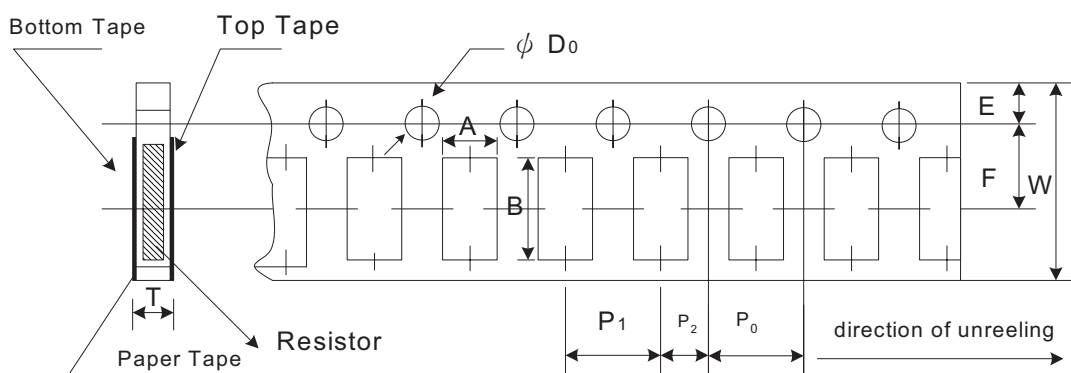 Bottom Tape
Top Tape
ψ D0
E
A
F
W
B
T
P1
P2
P0
direction of unreeling
Resistor
Paper Tape